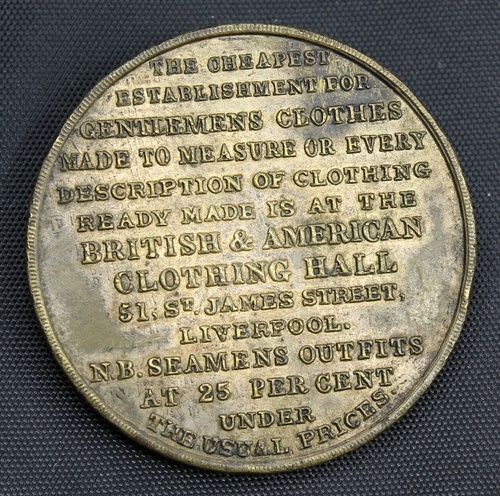 THE CHEAPEST
ESTABLISHMENT FOR
GENTLEMENS CLOTHES
MADE TO MEASURE OR EVERY
DESCRIPTION OF CLOTHING
READY MADE IS AT THE
BRITISH & AMERICAN
CLOTHING HALL
51, ST. JAMES STREET,
LIVERPOOL.
N.B. SEAMENS OUTFITS
AT 25 PER CENT
UNDER
THE USUAL PRICES.